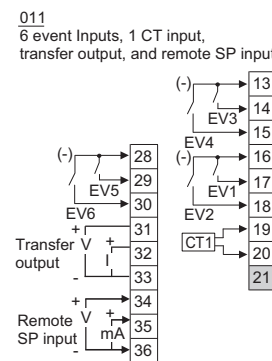 011
6 event Inputs, 1 CT input,
transfer output, and remote SP input
(-)
13
14
EV3
15
EV4
(-)
16
17
EV1
18
EV2
19
CT1
20
21
(-)
28
29
EV5
30
EV6
+
31
V
+
Transfer
output
I
32
-
33
+
34
V
+
Remote
SP input
mA
35
-
36